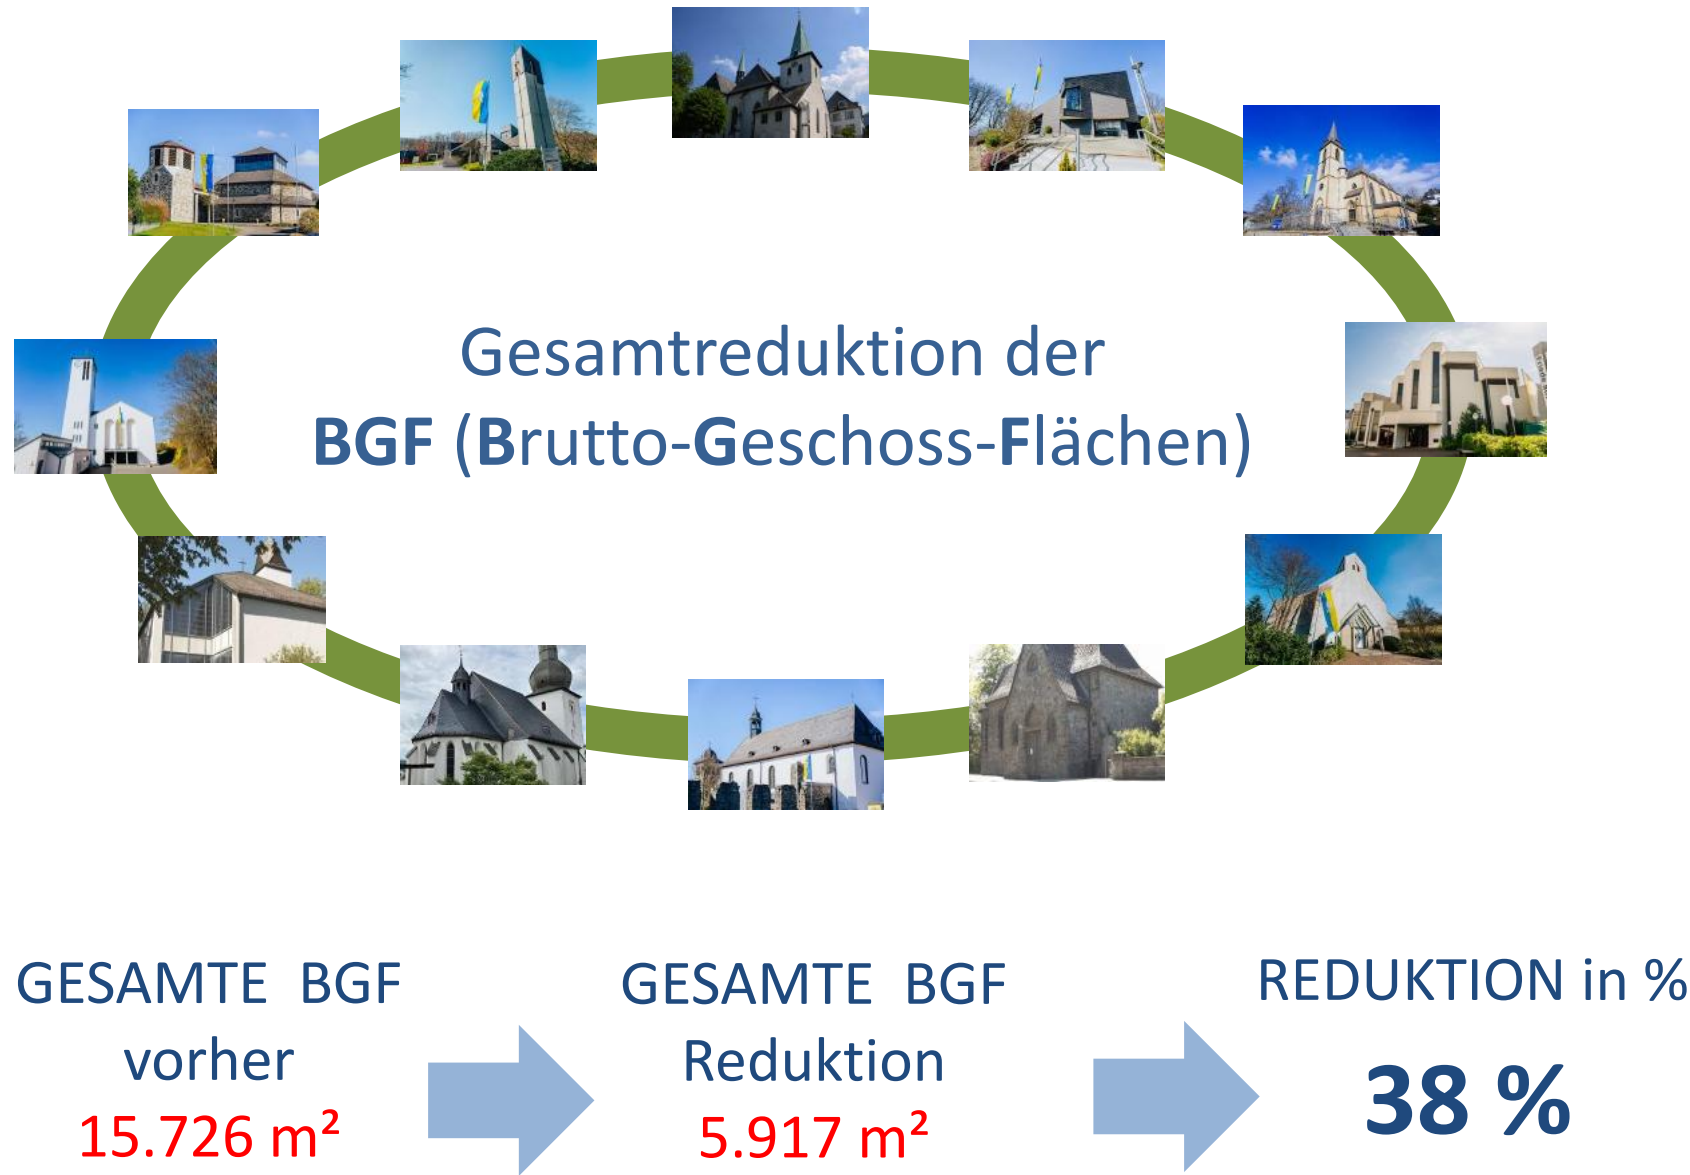 Gesamtreduktion der
BGF (Brutto-Geschoss-Flächen)
GESAMTE BGF
vorher
15.726 m²
GESAMTE BGF
Reduktion
5.917 m²
REDUKTION in %
38 %